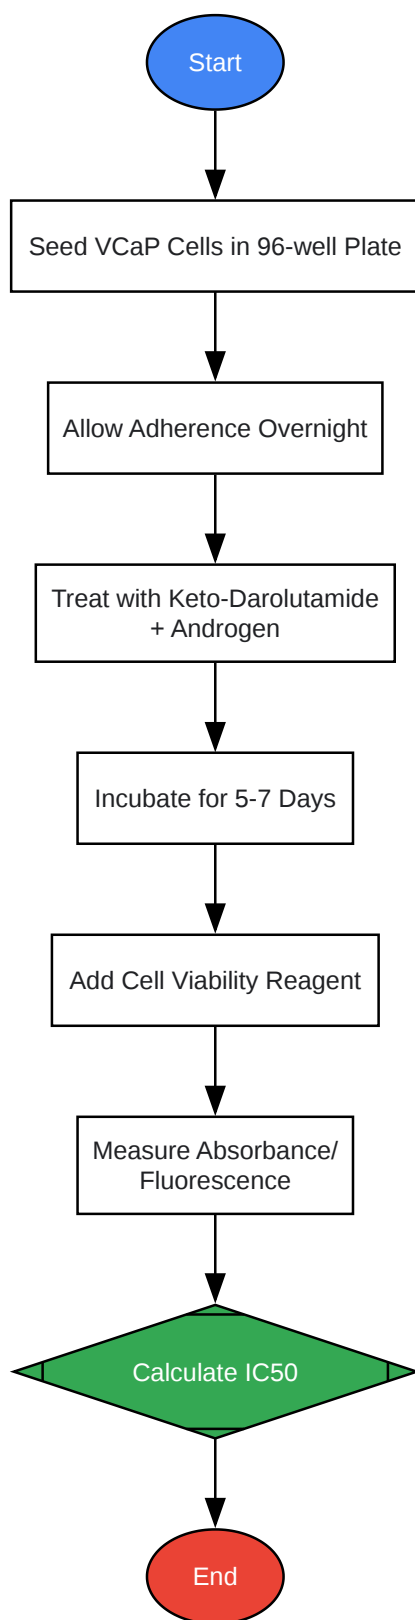 Start
Seed VCaP Cells in 96-well Plate
Allow Adherence Overnight
Treat with Keto-Darolutamide
+ Androgen
Incubate for 5-7 Days
Add Cell Viability Reagent
Measure Absorbance/
Fluorescence
Calculate IC50
End